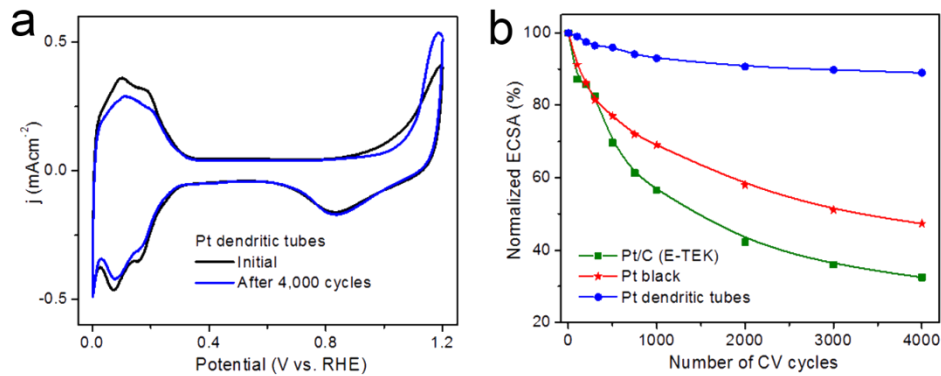 a
j (mAcm⁻²)
0.5
0.0
-0.5
Pt dendritic tubes
Initial
After 4,000 cycles
0.0 0.4 0.8 1.2
Potential (V vs. RHE)
b
Normalized ECSA (%)
100
80
60
40
20
Pt/C (E-TEK)
Pt black
Pt dendritic tubes
0 1000 2000 3000 4000
Number of CV cycles